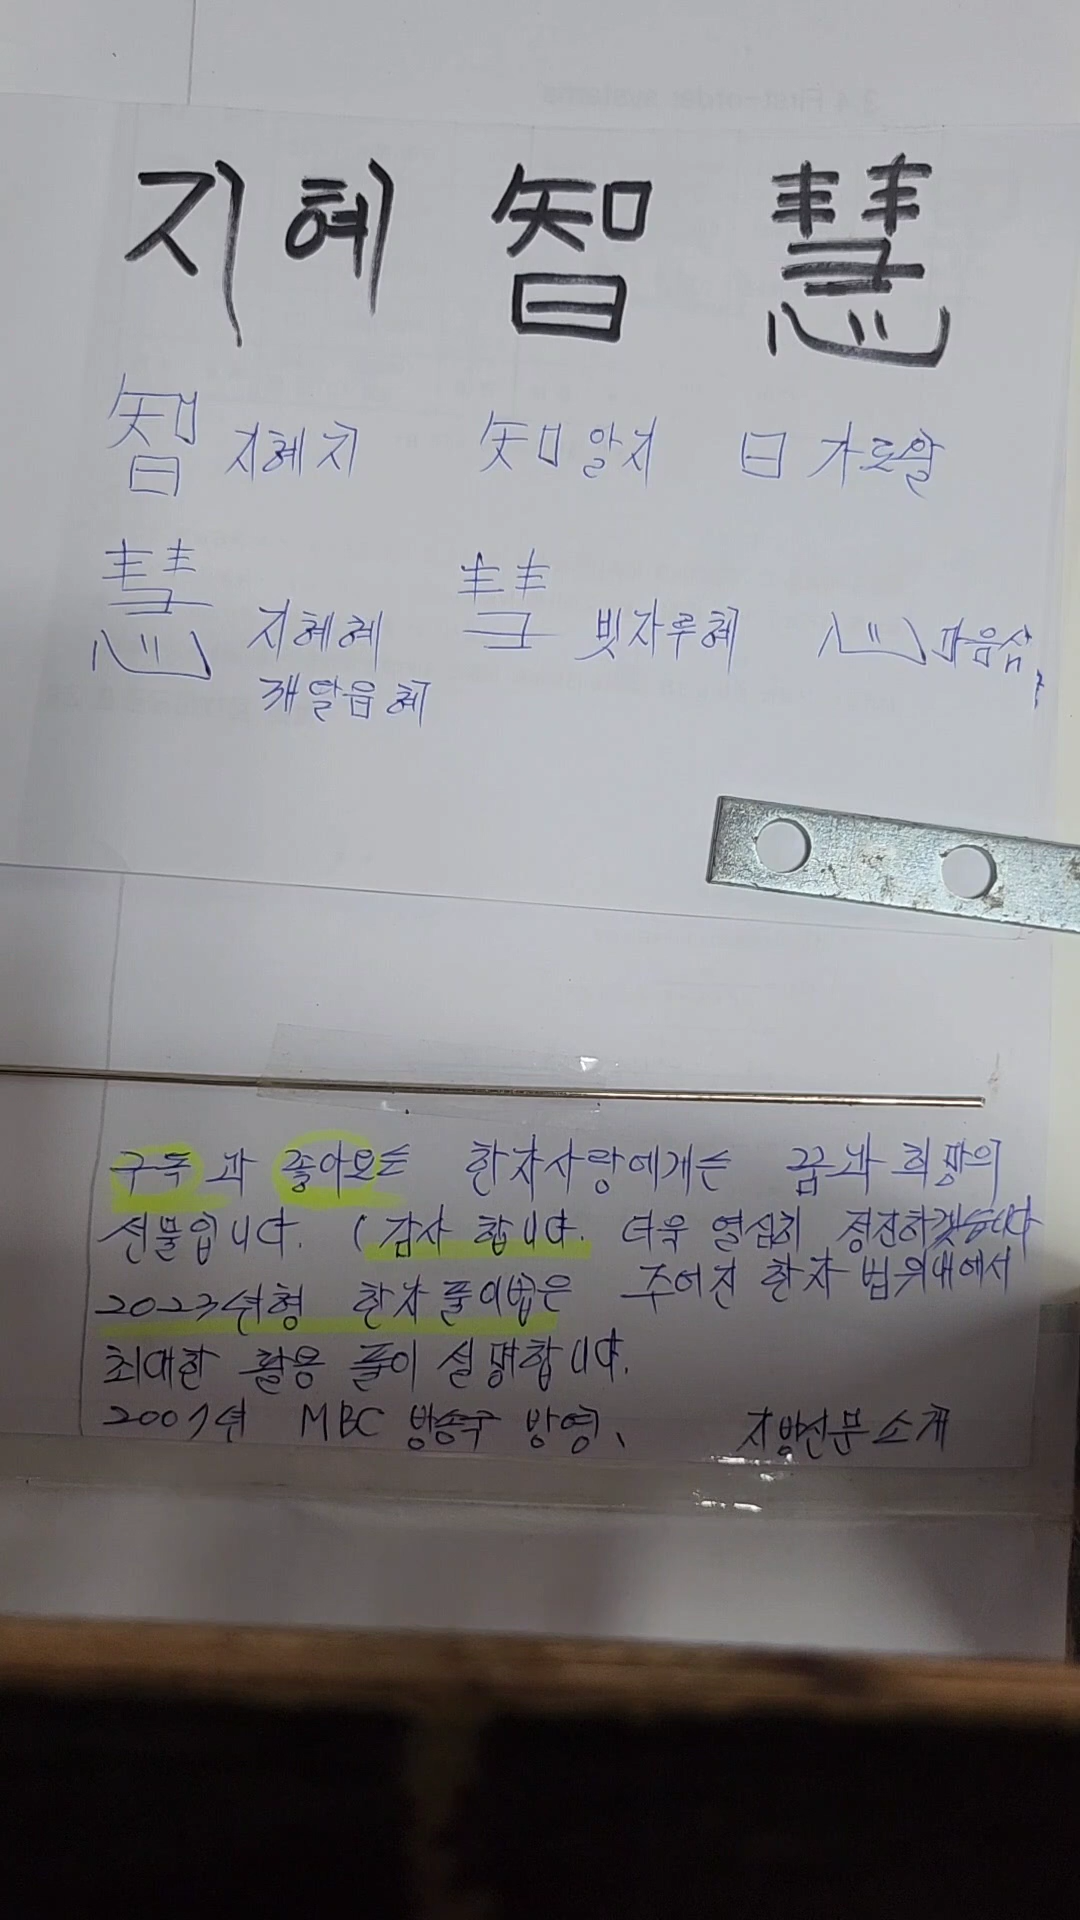 지혜 智 慧
智 지혜 지 知 알 지 曰 가로 왈
慧 지혜 혜 彗 빗자루 혜 心 마음 심,
깨달음 혜
구독과 좋아요는 한자사랑에게는 꿈과 희망의
선물입니다. (감사 합니다. 더욱 열심히 정진하겠습니다
2023년형 한자 풀이법은 주어진 한자 범위내에서
최대한 활용 풀이 설명합니다.
2007년 MBC 방송국 방영, 지방신문 소개